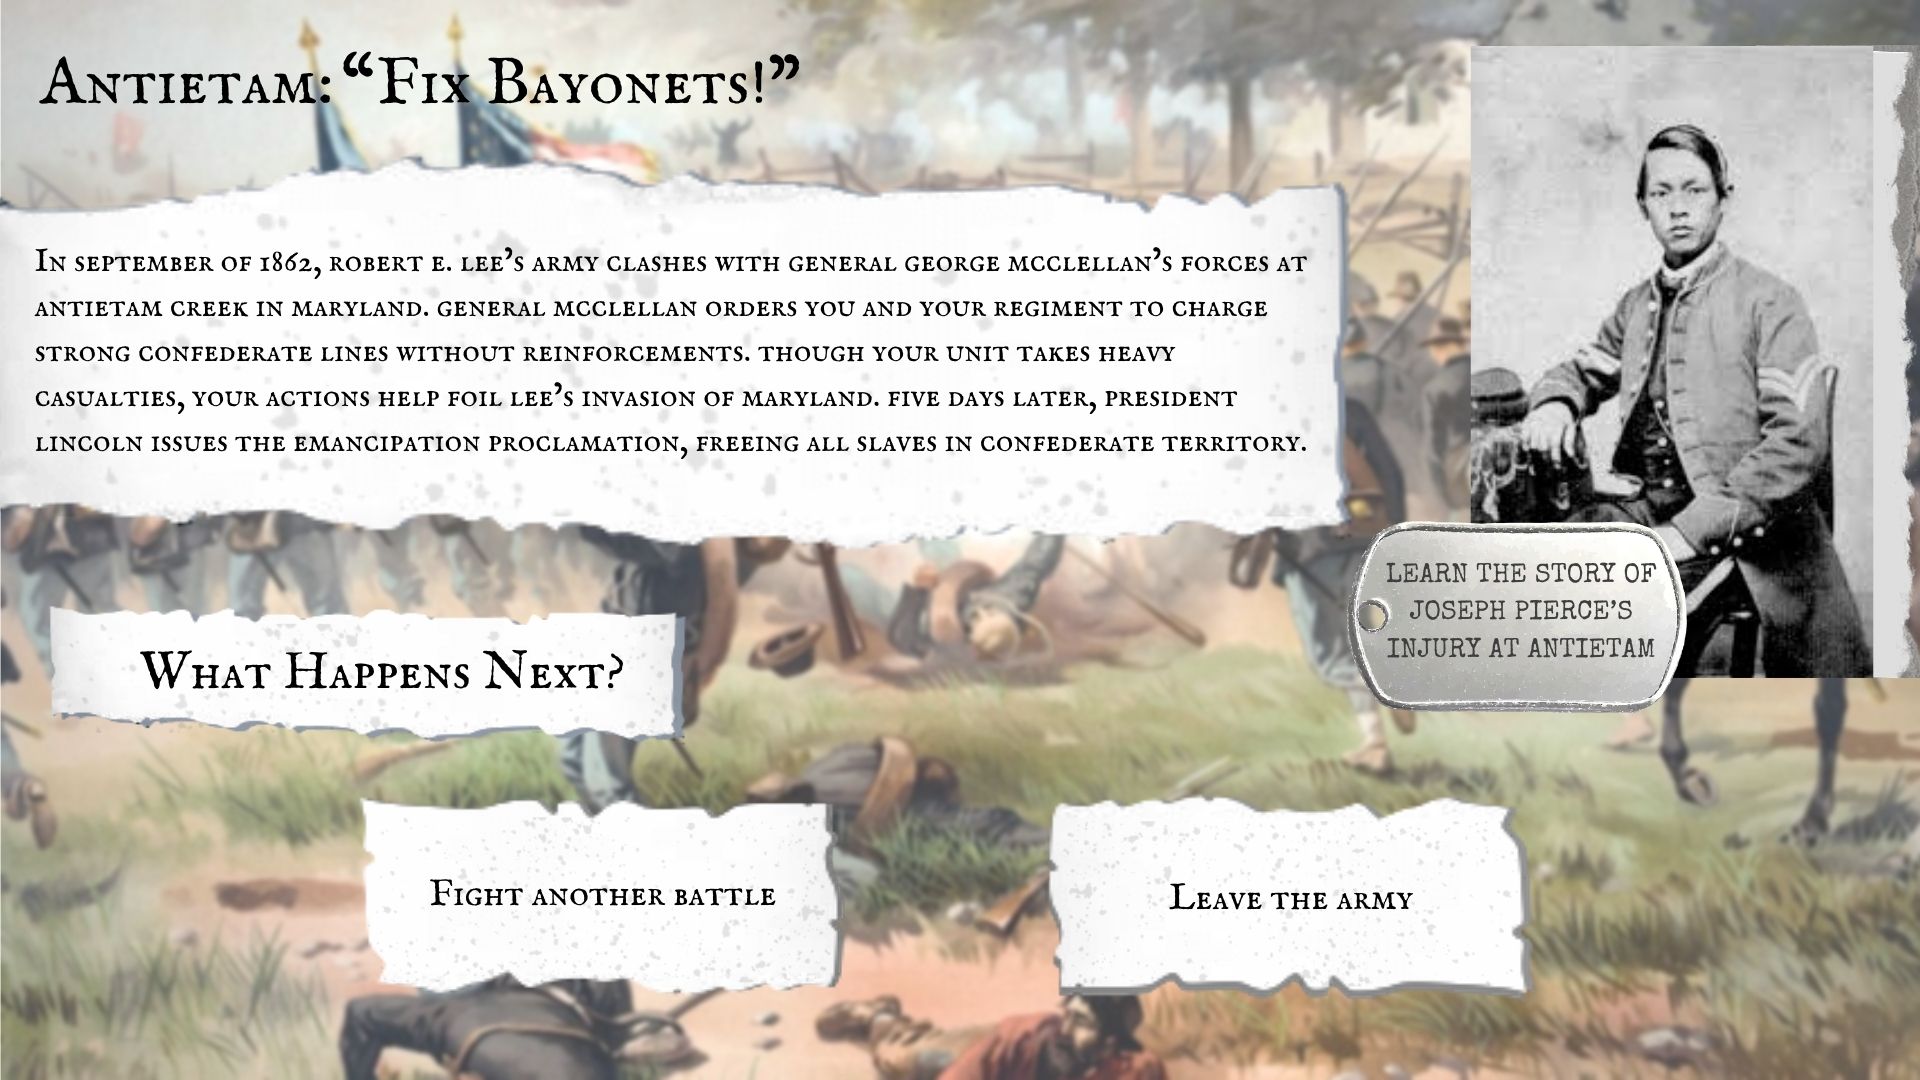 Antietam: “Fix Bayonets!”
In september of 1862, robert e. lee’s army clashes with general george mcclellan’s forces at
antietam creek in maryland. general mcclellan orders you and your regiment to charge
strong confederate lines without reinforcements. though your unit takes heavy
casualties, your actions help foil lee’s invasion of maryland. five days later, president
lincoln issues the emancipation proclamation, freeing all slaves in confederate territory.
LEARN THE STORY OF
JOSEPH PIERCE’S
INJURY AT ANTIETAM
What Happens Next?
Fight another battle
Leave the army